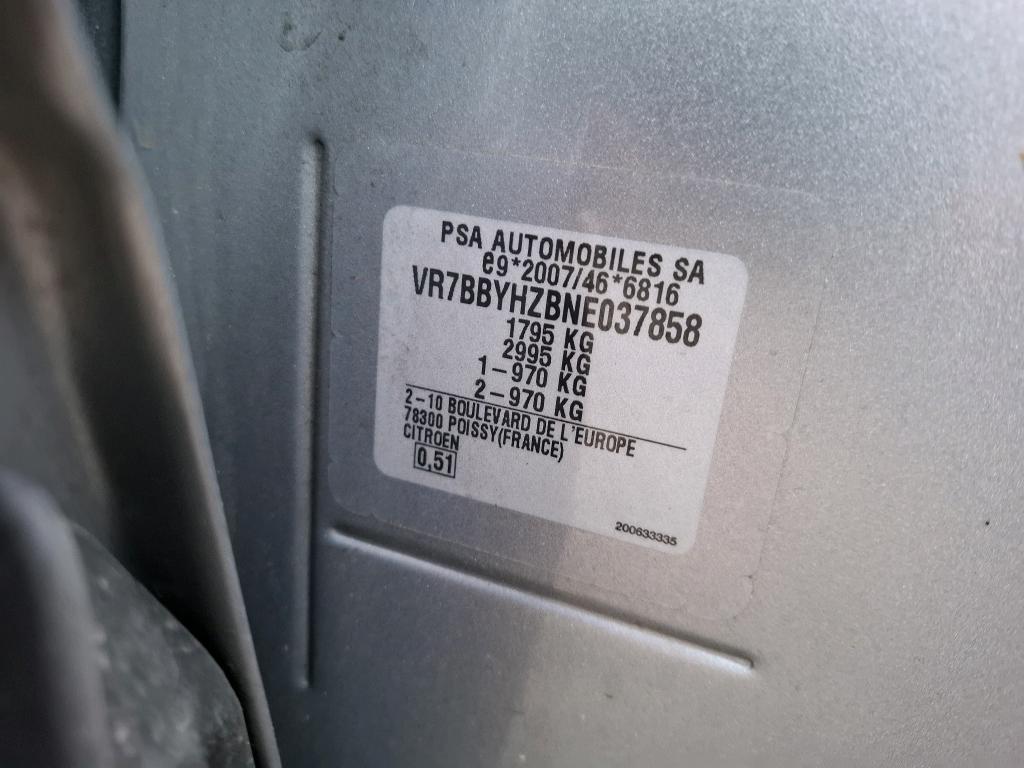 PSA AUTOMOBILES SA
e9*2007/46*6816
VR7BBYHZBNE037858
1795 KG
2995 KG
1-970 KG
2-970 KG
2-10 BOULEVARD DE L'EUROPE
78300 POISSY(FRANCE)
CITROEN
0,51
200633335